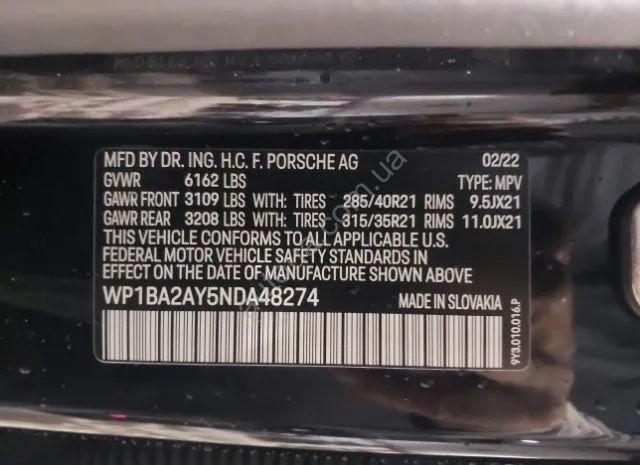 MFD BY DR. ING. H.C. F. PORSCHE AG 02/22
GVWR 6162 LBS TYPE: MPV
GAWR FRONT 3109 LBS WITH: TIRES 285/40R21 RIMS 9.5JX21
GAWR REAR 3208 LBS WITH: TIRES 315/35R21 RIMS 11.0JX21
THIS VEHICLE CONFORMS TO ALL APPLICABLE U.S.
FEDERAL MOTOR VEHICLE SAFETY STANDARDS IN
EFFECT ON THE DATE OF MANUFACTURE SHOWN ABOVE.
WP1BA2AY5NDA48274 MADE IN SLOVAKIA
9Y3.010.016.P